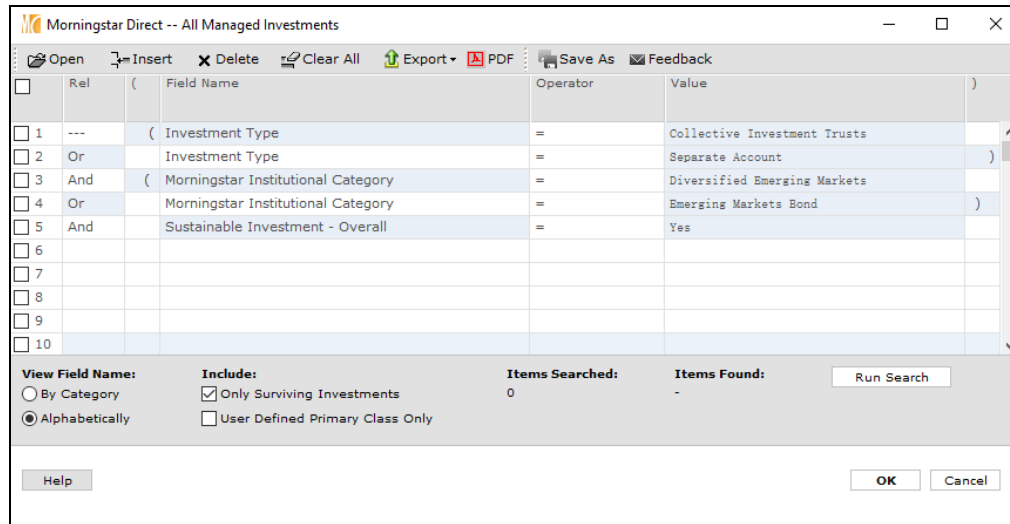 Morningstar Direct -- All Managed Investments
Open Insert Delete Clear All Export PDF Save As Feedback
Rel ( Field Name Operator Value )
1 --- ( Investment Type = Collective Investment Trusts
2 Or Investment Type = Separate Account )
3 And ( Morningstar Institutional Category = Diversified Emerging Markets
4 Or Morningstar Institutional Category = Emerging Markets Bond )
5 And Sustainable Investment - Overall = Yes
6
7
8
9
10
View Field Name: Include: Items Searched: Items Found: Run Search
By Category Only Surviving Investments 0 -
Alphabetically User Defined Primary Class Only
Help OK Cancel